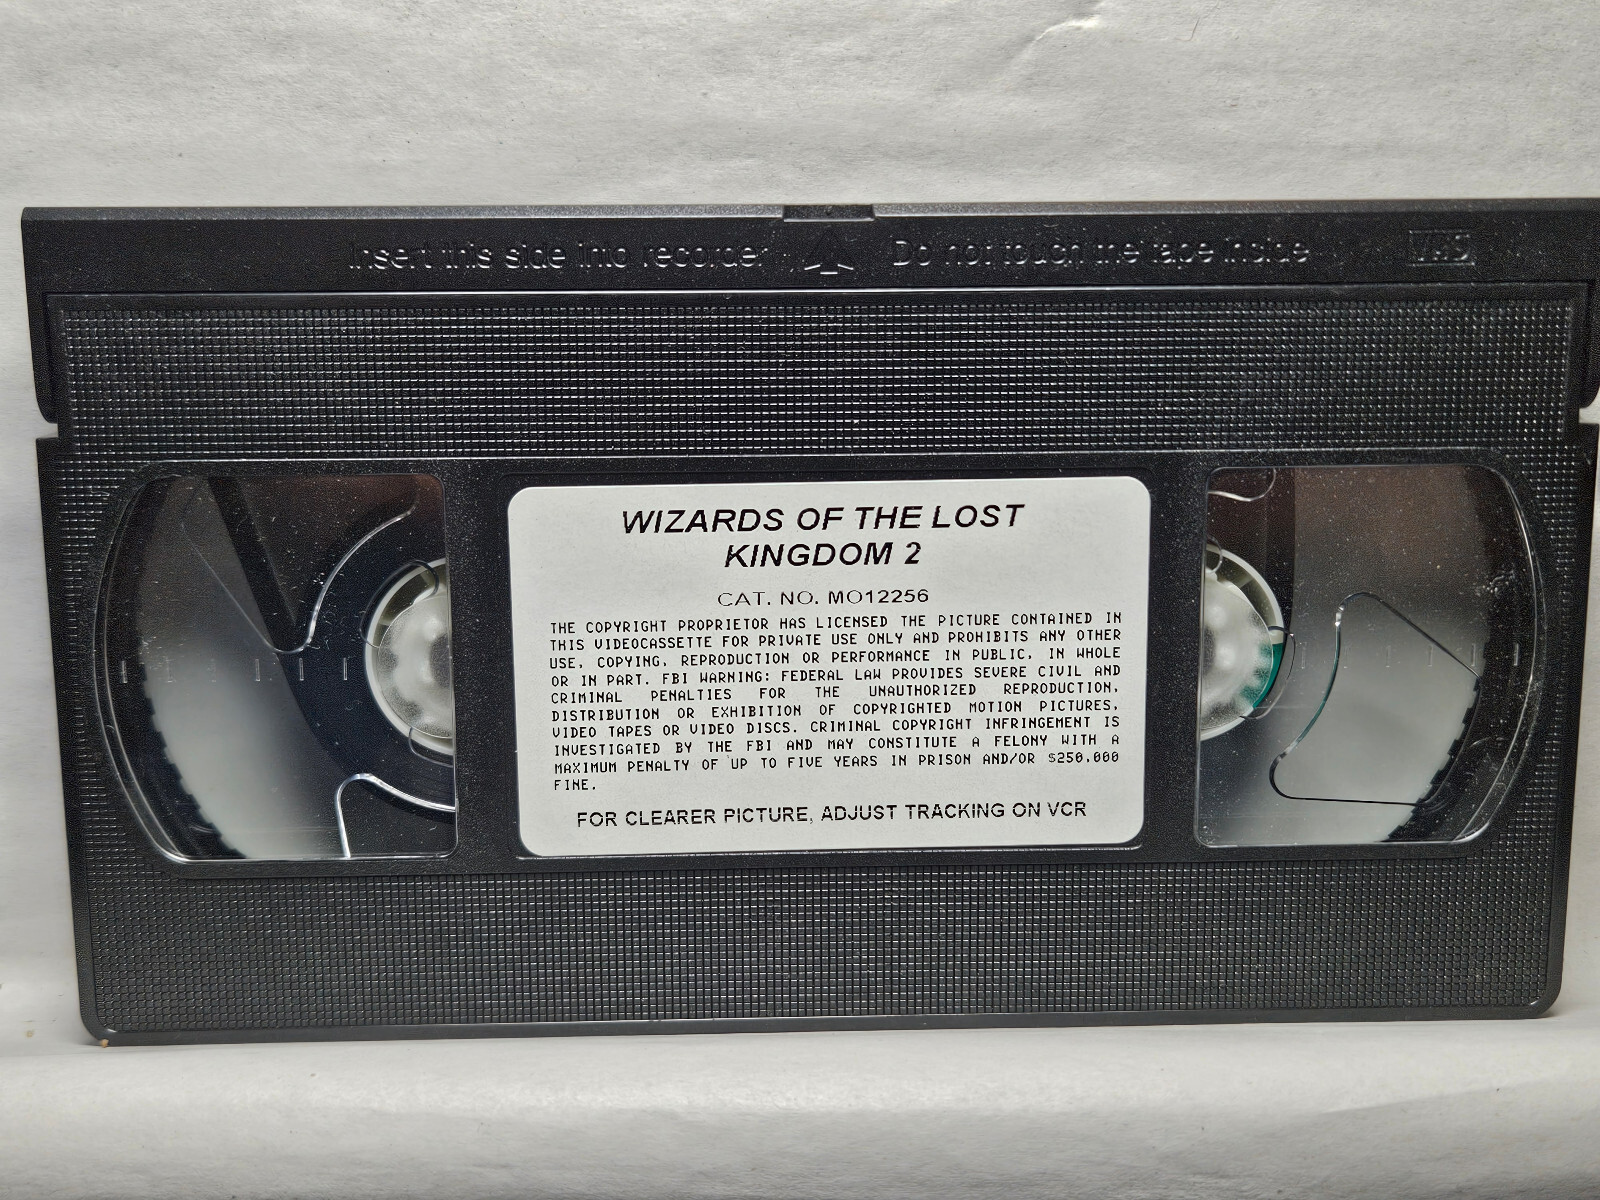 Insert this side into recorder Do not touch the tape inside VHS
WIZARDS OF THE LOST
KINGDOM 2
CAT. NO. MO12256
THE COPYRIGHT PROPRIETOR HAS LICENSED THE PICTURE CONTAINED IN
THIS VIDEOCASSETTE FOR PRIVATE USE ONLY AND PROHIBITS ANY OTHER
USE, COPYING, REPRODUCTION OR PERFORMANCE IN PUBLIC, IN WHOLE
OR IN PART. FBI WARNING: FEDERAL LAW PROVIDES SEVERE CIVIL AND
CRIMINAL PENALTIES FOR THE UNAUTHORIZED REPRODUCTION,
DISTRIBUTION OR EXHIBITION OF COPYRIGHTED MOTION PICTURES,
VIDEO TAPES OR VIDEO DISCS. CRIMINAL COPYRIGHT INFRINGEMENT IS
INVESTIGATED BY THE FBI AND MAY CONSTITUTE A FELONY WITH A
MAXIMUM PENALTY OF UP TO FIVE YEARS IN PRISON AND/OR $250,000
FINE.
FOR CLEARER PICTURE, ADJUST TRACKING ON VCR